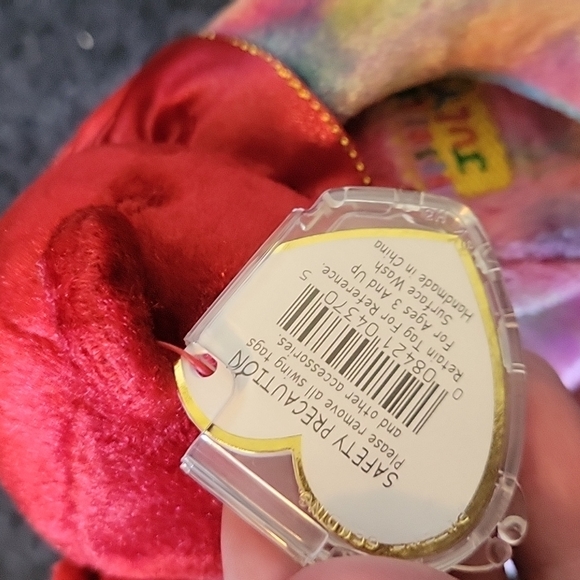 SAFETY PRECAUTION
Please remove all swing tags
and other accessories.
0 08421 04370 5
Retain Tag For Reference.
For Ages 3 And Up
Surface Wash
Handmade in China
JULY